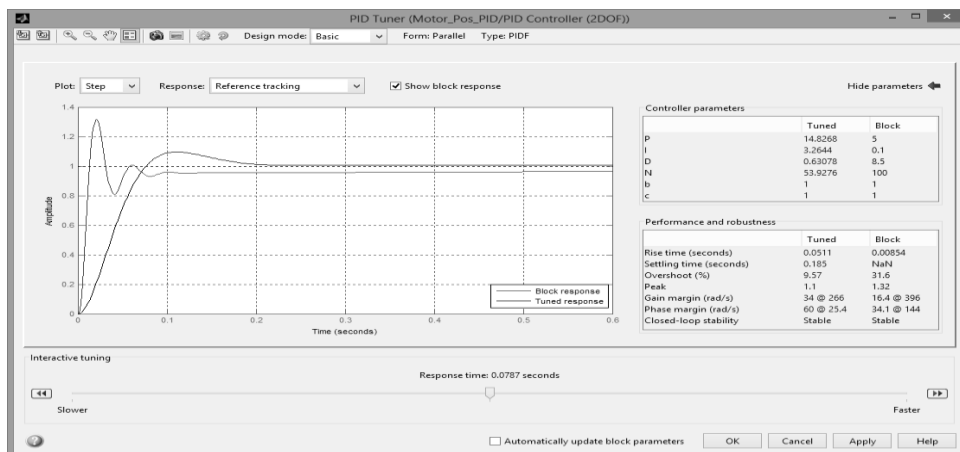 PID Tuner (Motor_Pos_PID/PID Controller (2DOF))
Design mode: Basic Form: Parallel Type: PIDF
Plot: Step Response: Reference tracking Show block response Hide parameters
Controller parameters
Tuned Block
P 14.8268 5
I 3.2644 0.1
D 0.63078 8.5
N 53.9276 100
b 1 1
c 1 1
Performance and robustness
Tuned Block
Rise time (seconds) 0.0511 0.00854
Settling time (seconds) 0.185 NaN
Overshoot (%) 9.57 31.6
Peak 1.1 1.32
Gain margin (rad/s) 34 @ 266 16.4 @ 396
Phase margin (rad/s) 60 @ 25.4 34.1 @ 144
Closed-loop stability Stable Stable
1.4
1.2
1
0.8
0.6
0.4
0.2
0
Amplitude
Block response
Tuned response
0 0.1 0.2 0.3 0.4 0.5 0.6
Time (seconds)
Interactive tuning
Response time: 0.0787 seconds
Slower Faster
Automatically update block parameters OK Cancel Apply Help